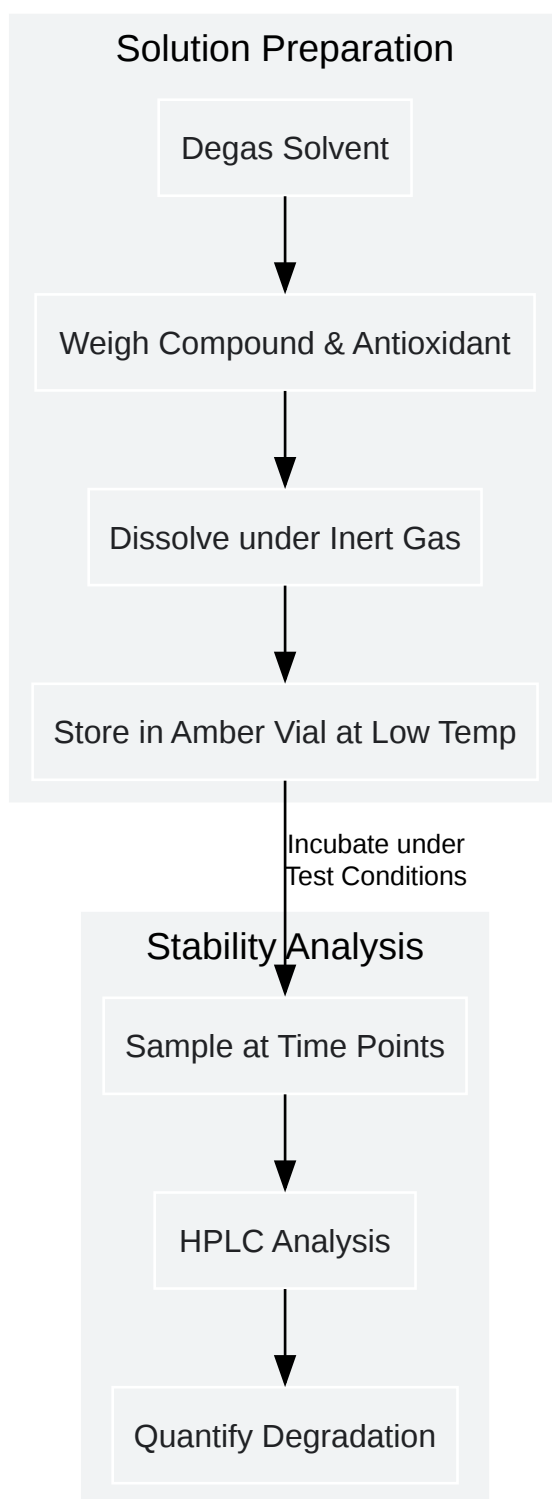 Solution Preparation
Degas Solvent
Weigh Compound & Antioxidant
Dissolve under Inert Gas
Store in Amber Vial at Low Temp
Incubate under
Test Conditions
Stability Analysis
Sample at Time Points
HPLC Analysis
Quantify Degradation